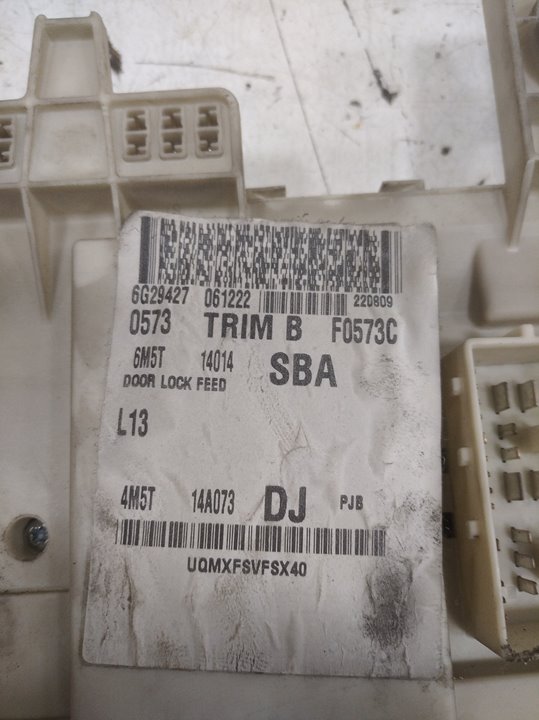 6G29427 061222 220809
0573 TRIM B F0573C
6M5T 14014 SBA
DOOR LOCK FEED
L13
4M5T 14A073 DJ PJB
UQMXFSVFSX40